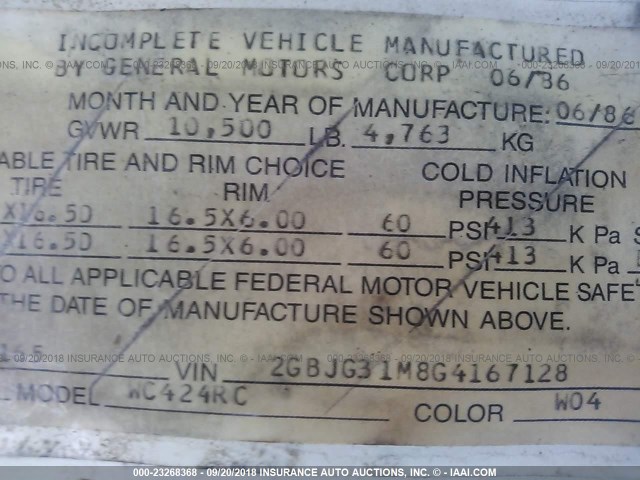 INCOMPLETE VEHICLE MANUFACTURED
BY GENERAL MOTORS CORP 06/86
MONTH AND YEAR OF MANUFACTURE: 06/86
GVWR 10,500 LB. 4,763 KG
ABLE TIRE AND RIM CHOICE COLD INFLATION
TIRE RIM PRESSURE
X16.50 16.5X6.00 60 PSI 413 K Pa S
X16.50 16.5X6.00 60 PSI 413 K Pa
O ALL APPLICABLE FEDERAL MOTOR VEHICLE SAFE
THE DATE OF MANUFACTURE SHOWN ABOVE.
VIN 2GBJG31M8G4167128
MODEL WC424RC COLOR W04
000-23268368 - 09/20/2018 INSURANCE AUTO AUCTIONS, INC. - © IAAI.COM